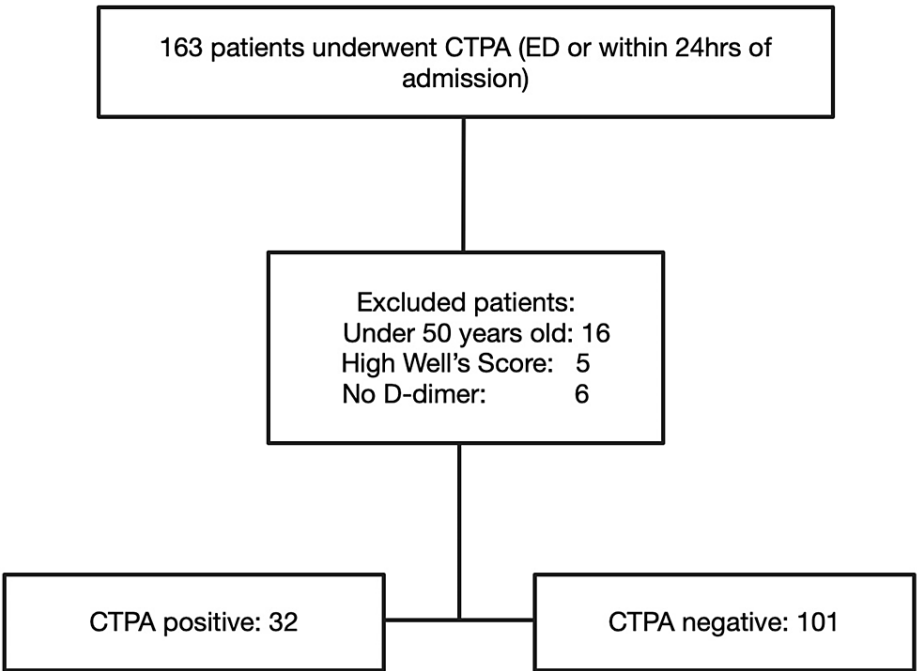 163 patients underwent CTPA (ED or within 24hrs of
admission)
Excluded patients:
Under 50 years old: 16
High Well's Score: 5
No D-dimer: 6
CTPA positive: 32
CTPA negative: 101